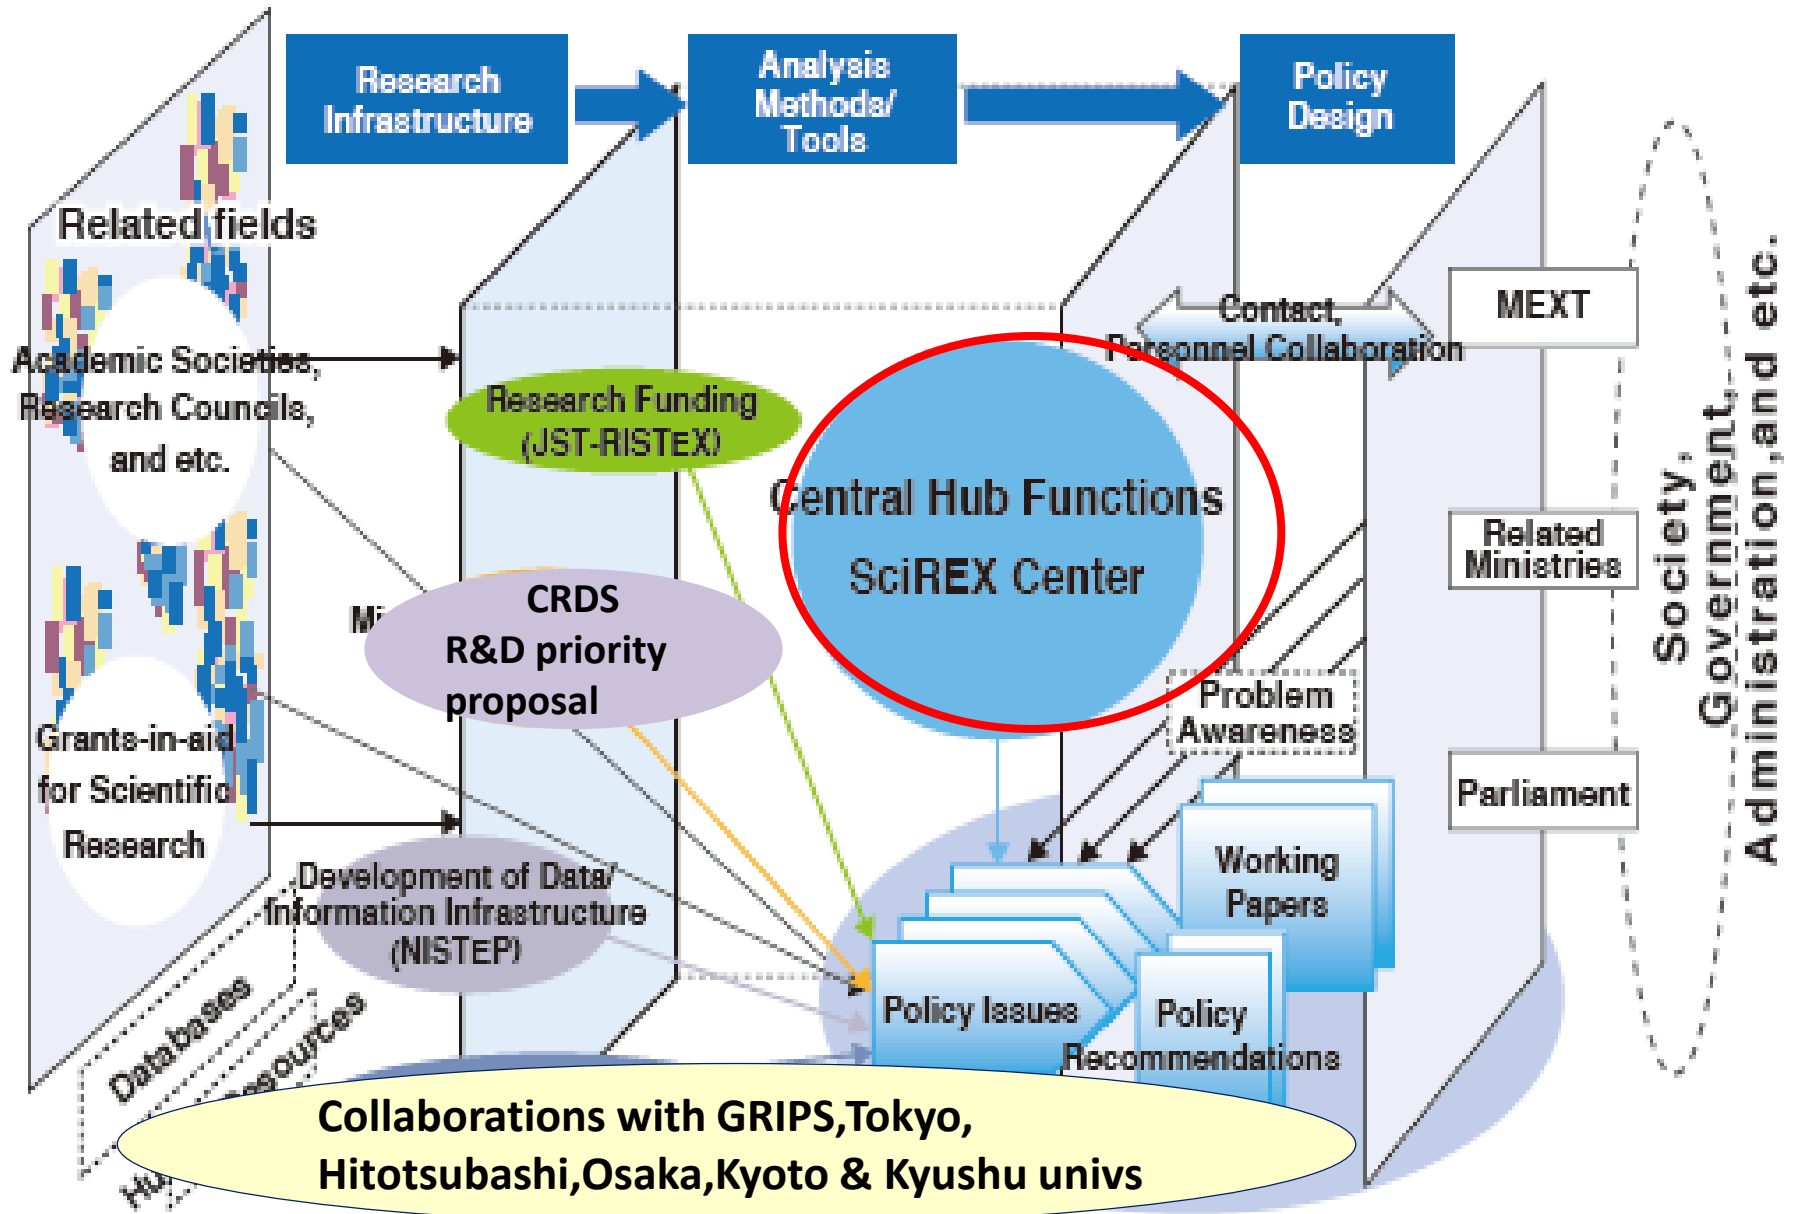 Research
Infrastructure
Analysis
Methods/
Tools
Policy
Design
Related fields
Academic Societies,
Research Councils,
and etc.
Grants-in-aid
for Scientific
Research
Research Funding
(JST-RISTEX)
CRDS
R&D priority
proposal
Development of Data/
Information Infrastructure
(NISTEP)
Databases
Central Hub Functions
SciREX Center
Contact,
Personnel Collaboration
Problem
Awareness
Working
Papers
Policy Issues
Policy
Recommendations
MEXT
Related
Ministries
Parliament
Society,
Government,
Administration,and etc.
Collaborations with GRIPS,Tokyo,
Hitotsubashi,Osaka,Kyoto & Kyushu univs